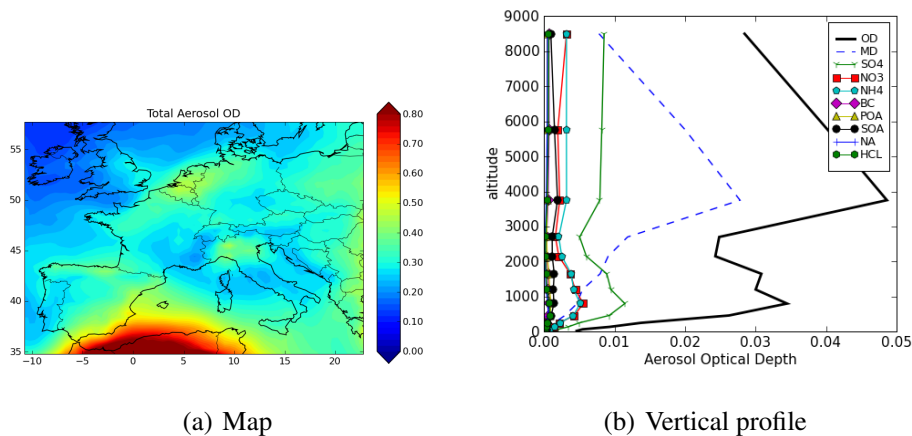 Total Aerosol OD
55
50
45
40
35
−10 −5 0 5 10 15 20
0.80
0.70
0.60
0.50
0.40
0.30
0.20
0.10
0.00
(a) Map
9000
8000
7000
6000
5000
4000
3000
2000
1000
0
altitude
OD
MD
SO4
NO3
NH4
BC
POA
SOA
NA
HCL
0.00 0.01 0.02 0.03 0.04 0.05
Aerosol Optical Depth
(b) Vertical profile